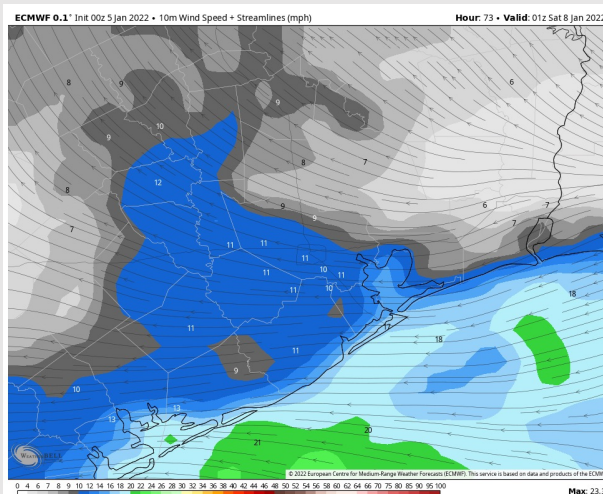 ECMWF 0.1° Init 00z 5 Jan 2022 • 10m Wind Speed + Streamlines (mph) Hour: 73 • Valid: 01z Sat 8 Jan 2022
8 9 6
9
10
9
8 7
12
8
9 6 7
9 7
7
11 11
11
11 10 11
11 10
18
17
11 18
11
9
10
13
13
20
21
WeatherBELL
© 2022 European Centre for Medium-Range Weather Forecasts (ECMWF). This service is based on data and products of the ECMW
0 4 6 7 8 9 10 12 14 16 18 20 22 24 26 28 30 32 34 36 38 40 42 44 46 48 50 52 54 56 58 60 62 64 66 68 70 75 80 85 90 95 100
Max: 23.